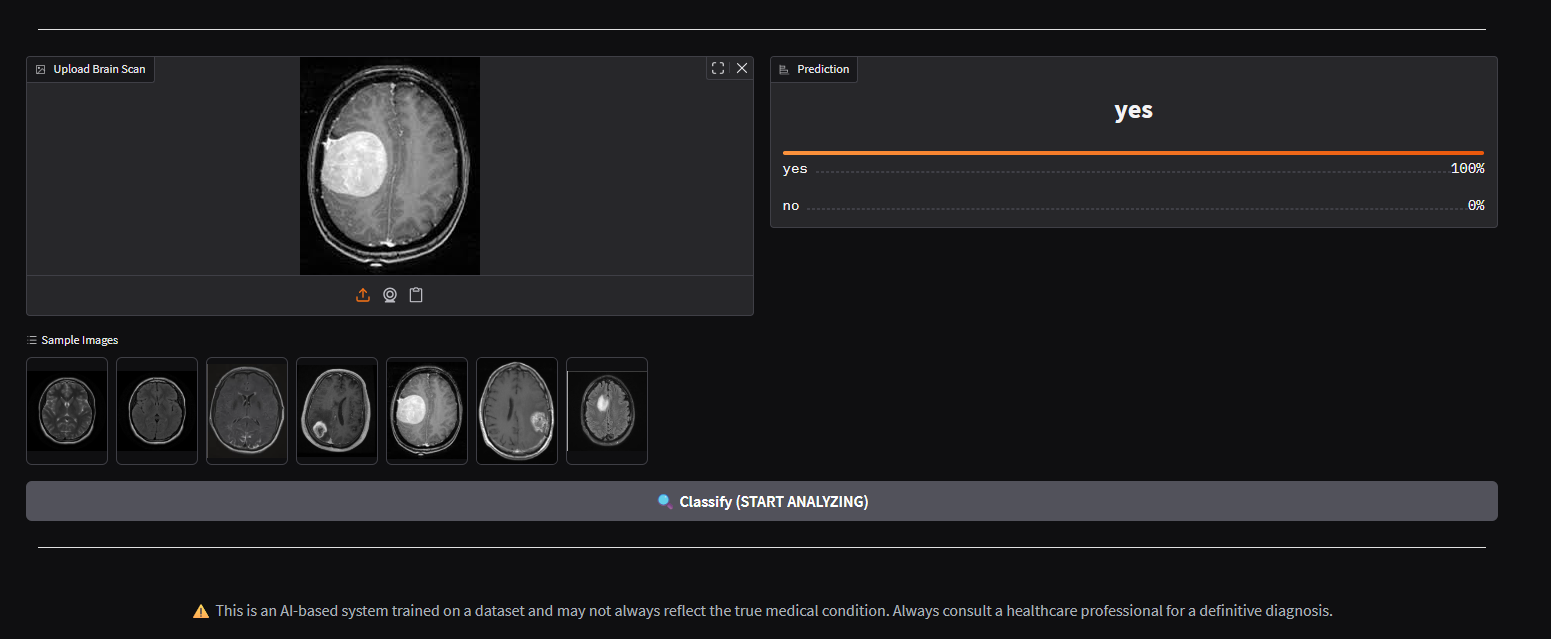 Upload Brain Scan
Prediction
yes
yes 100%
no 0%
Sample Images
Classify (START ANALYZING)
This is an AI-based system trained on a dataset and may not always reflect the true medical condition. Always consult a healthcare professional for a definitive diagnosis.